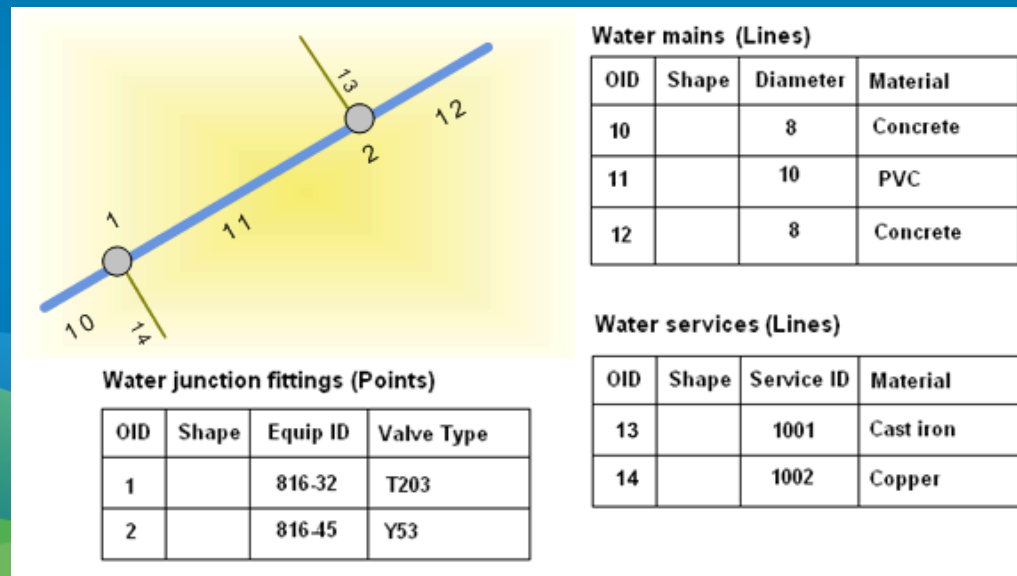 13
12
2
1
11
10
14
Water mains (Lines)
OID Shape Diameter Material
10 8 Concrete
11 10 PVC
12 8 Concrete
Water services (Lines)
OID Shape Service ID Material
13 1001 Cast iron
14 1002 Copper
Water junction fittings (Points)
OID Shape Equip ID Valve Type
1 816-32 T203
2 816-45 Y53